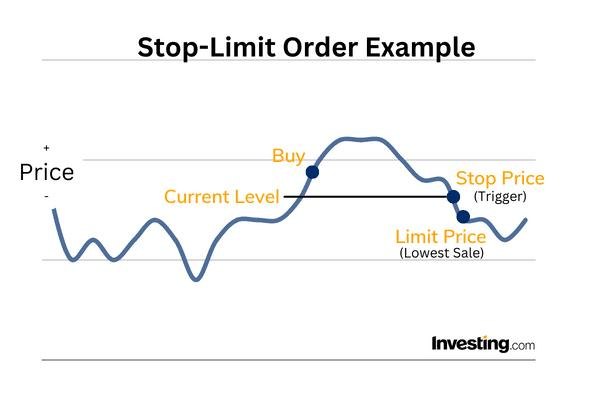 Stop-Limit Order Example
+
Price
-
Buy
Current Level
Stop Price
(Trigger)
Limit Price
(Lowest Sale)
Investing.com